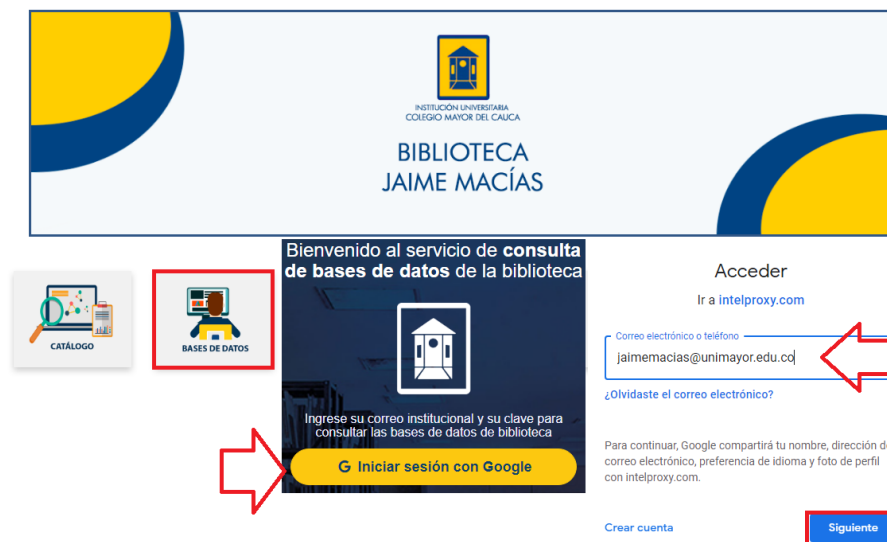 INSTITUCIÓN UNIVERSITARIA
COLEGIO MAYOR DEL CAUCA
BIBLIOTECA
JAIME MACÍAS
CATÁLOGO
BASES DE DATOS
Bienvenido al servicio de consulta
de bases de datos de la biblioteca
Ingrese su correo institucional y su clave para
consultar las bases de datos de biblioteca
G Iniciar sesión con Google
Acceder
Ir a intelproxy.com
Correo electrónico o teléfono
jaimemacias@unimayor.edu.co
¿Olvidaste el correo electrónico?
Para continuar, Google compartirá tu nombre, dirección de
correo electrónico, preferencia de idioma y foto de perfil
con intelproxy.com.
Crear cuenta
Siguiente